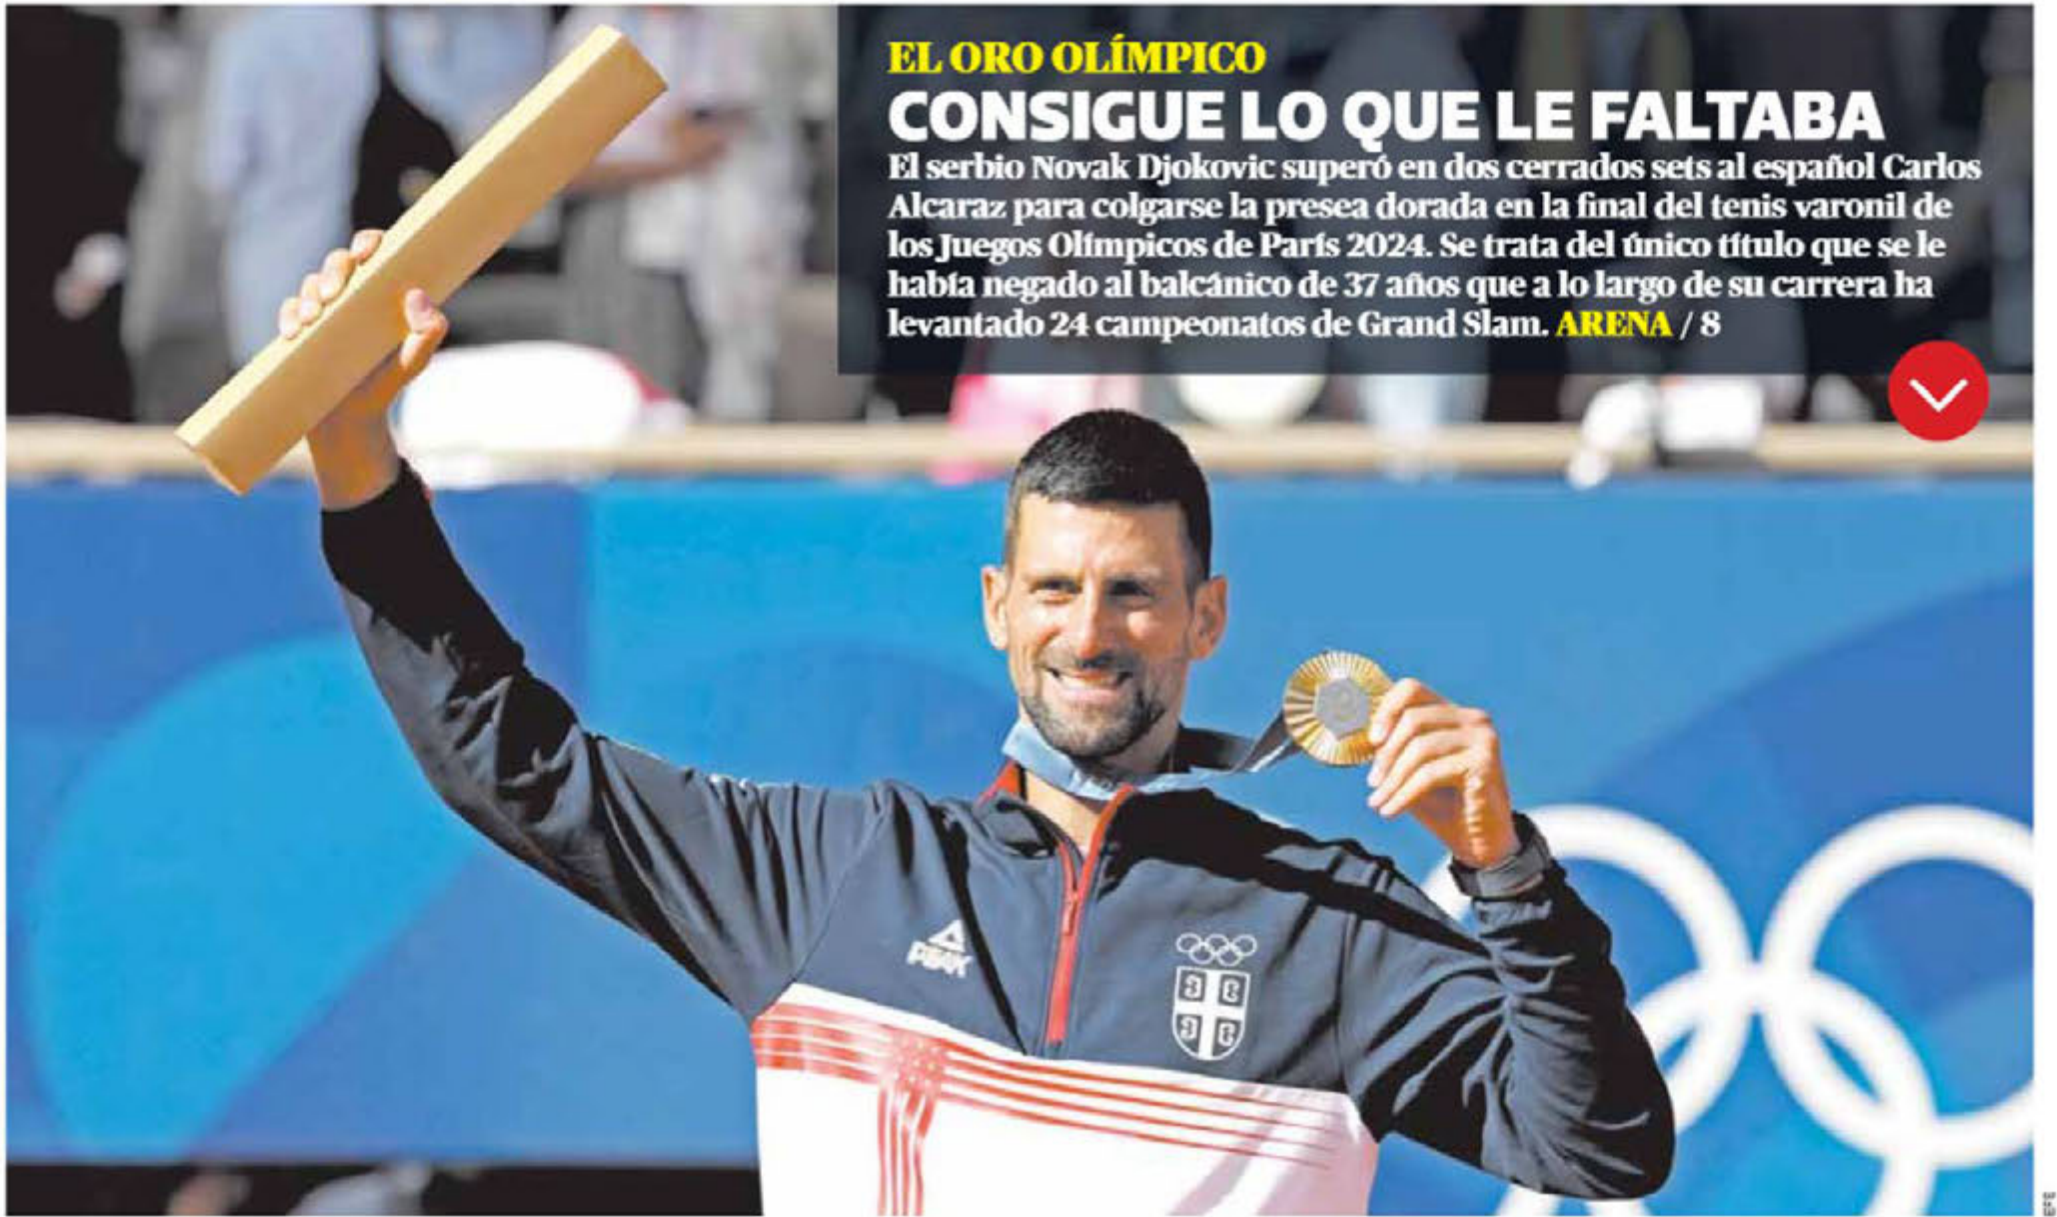 EL ORO OLÍMPICO
CONSIGUE LO QUE LE FALTABA
El serbio Novak Djokovic superó en dos cerrados sets al español Carlos
Alcaraz para colgarse la presea dorada en la final del tenis varonil de
los Juegos Olímpicos de París 2024. Se trata del único título que se le
había negado al balcánico de 37 años que a lo largo de su carrera ha
levantado 24 campeonatos de Grand Slam. ARENA / 8
PEAK
EFE